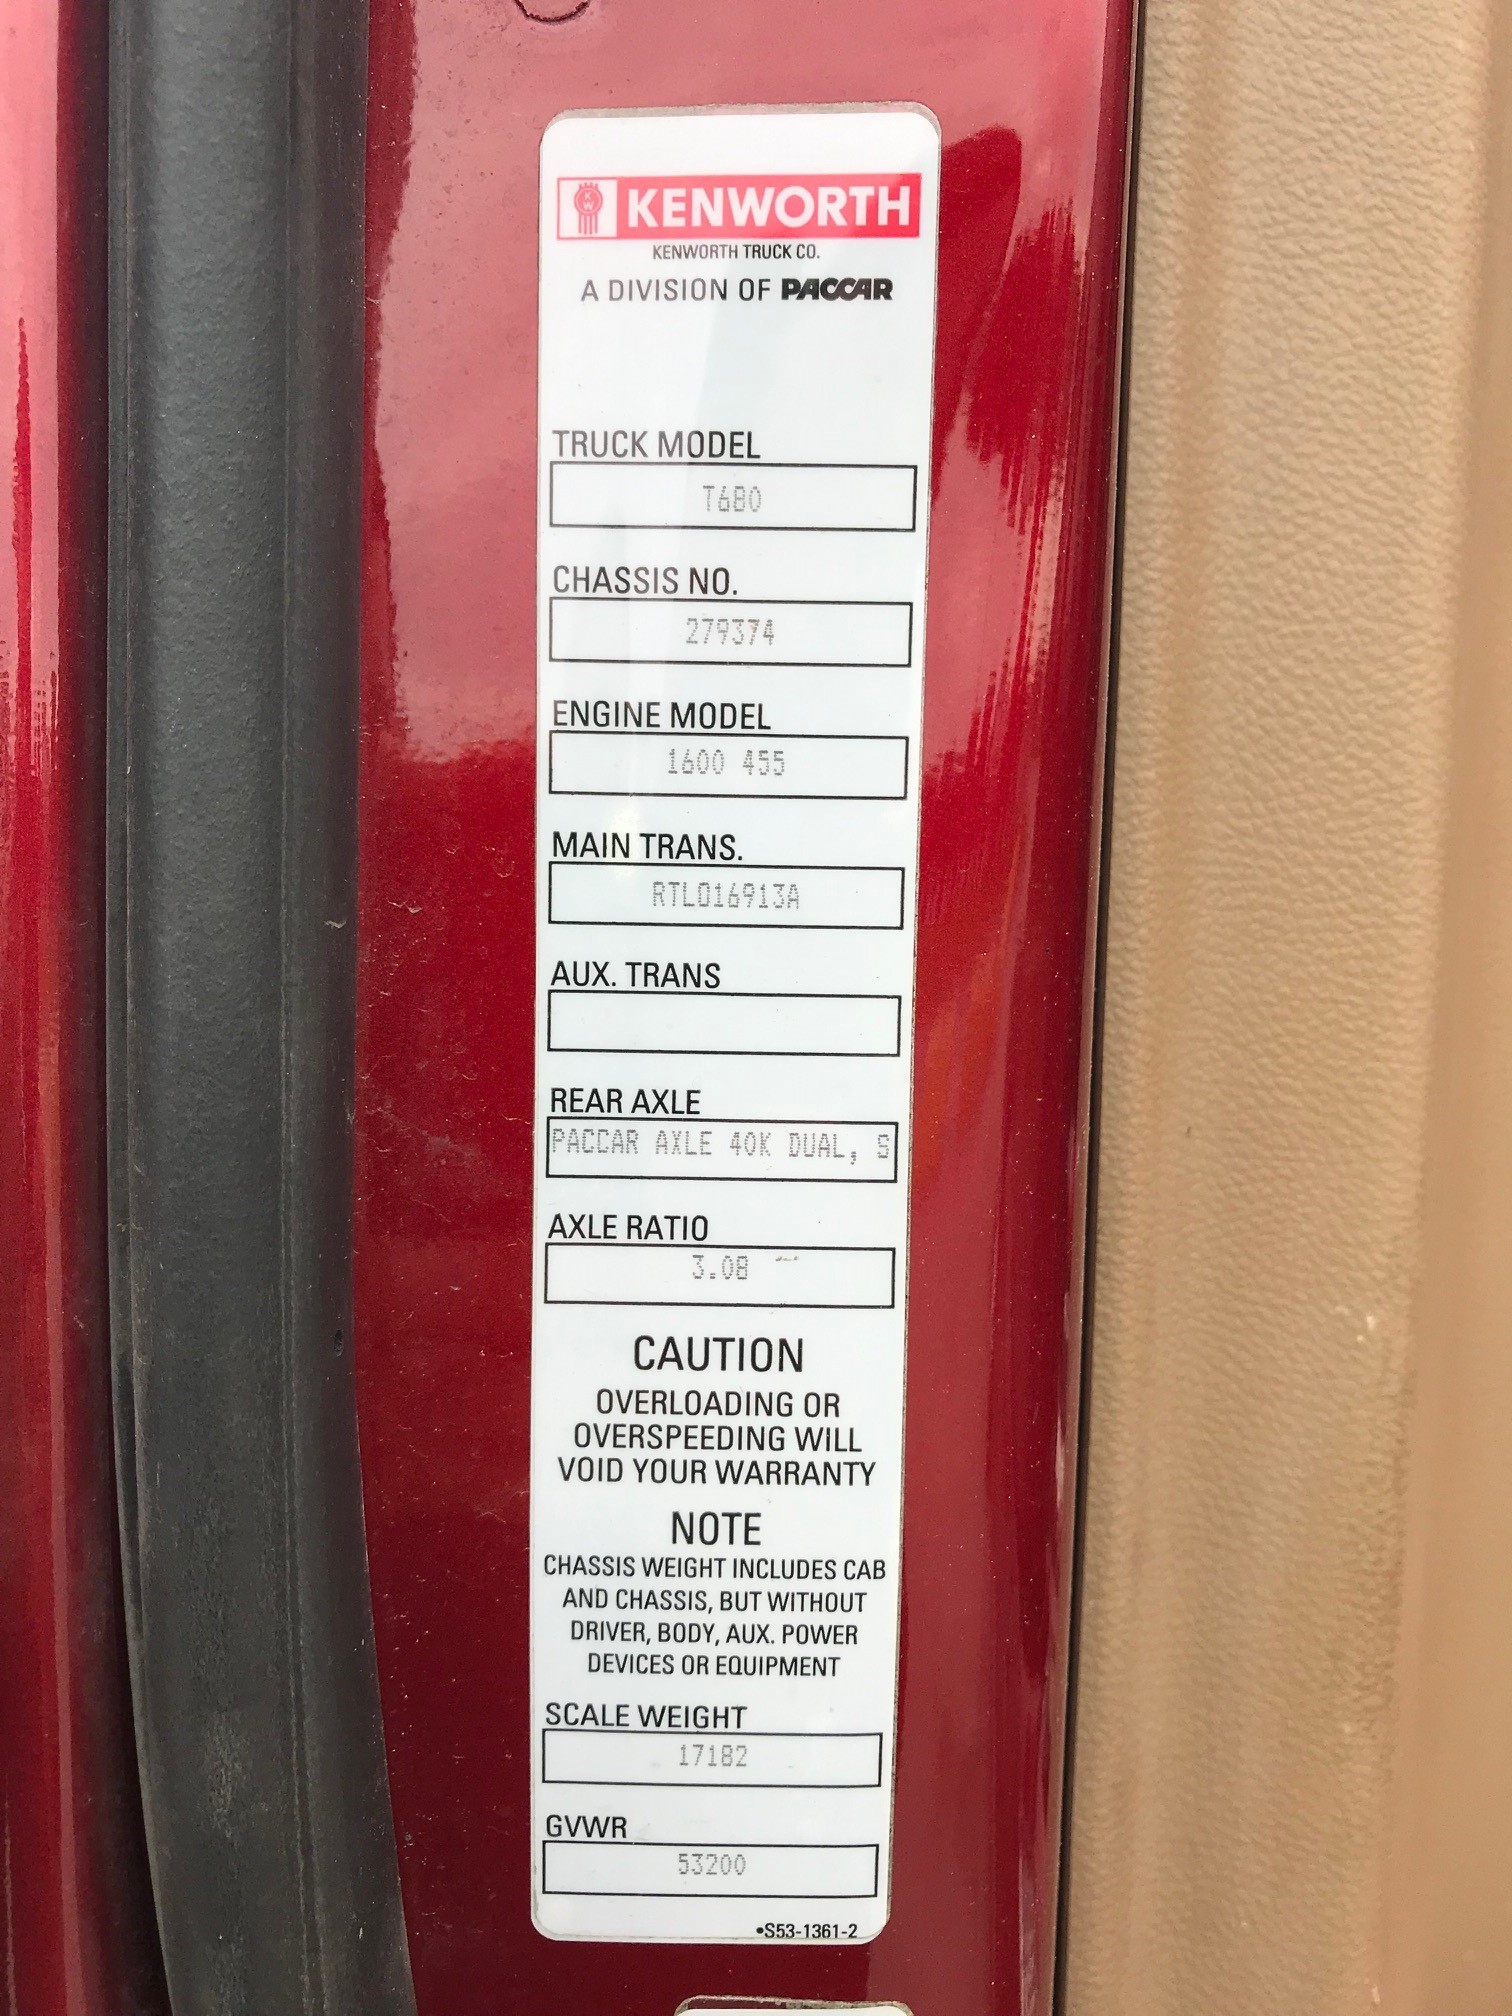 KENWORTH
KENWORTH TRUCK CO.
A DIVISION OF PACCAR
TRUCK MODEL
T680
CHASSIS NO.
279374
ENGINE MODEL
1600 455
MAIN TRANS.
RTLO16913A
AUX. TRANS
REAR AXLE
PACCAR AXLE 40K DUAL, S
AXLE RATIO
3.08
CAUTION
OVERLOADING OR
OVERSPEEDING WILL
VOID YOUR WARRANTY
NOTE
CHASSIS WEIGHT INCLUDES CAB
AND CHASSIS, BUT WITHOUT
DRIVER, BODY, AUX. POWER
DEVICES OR EQUIPMENT
SCALE WEIGHT
17182
GVWR
53200
•S53-1361-2